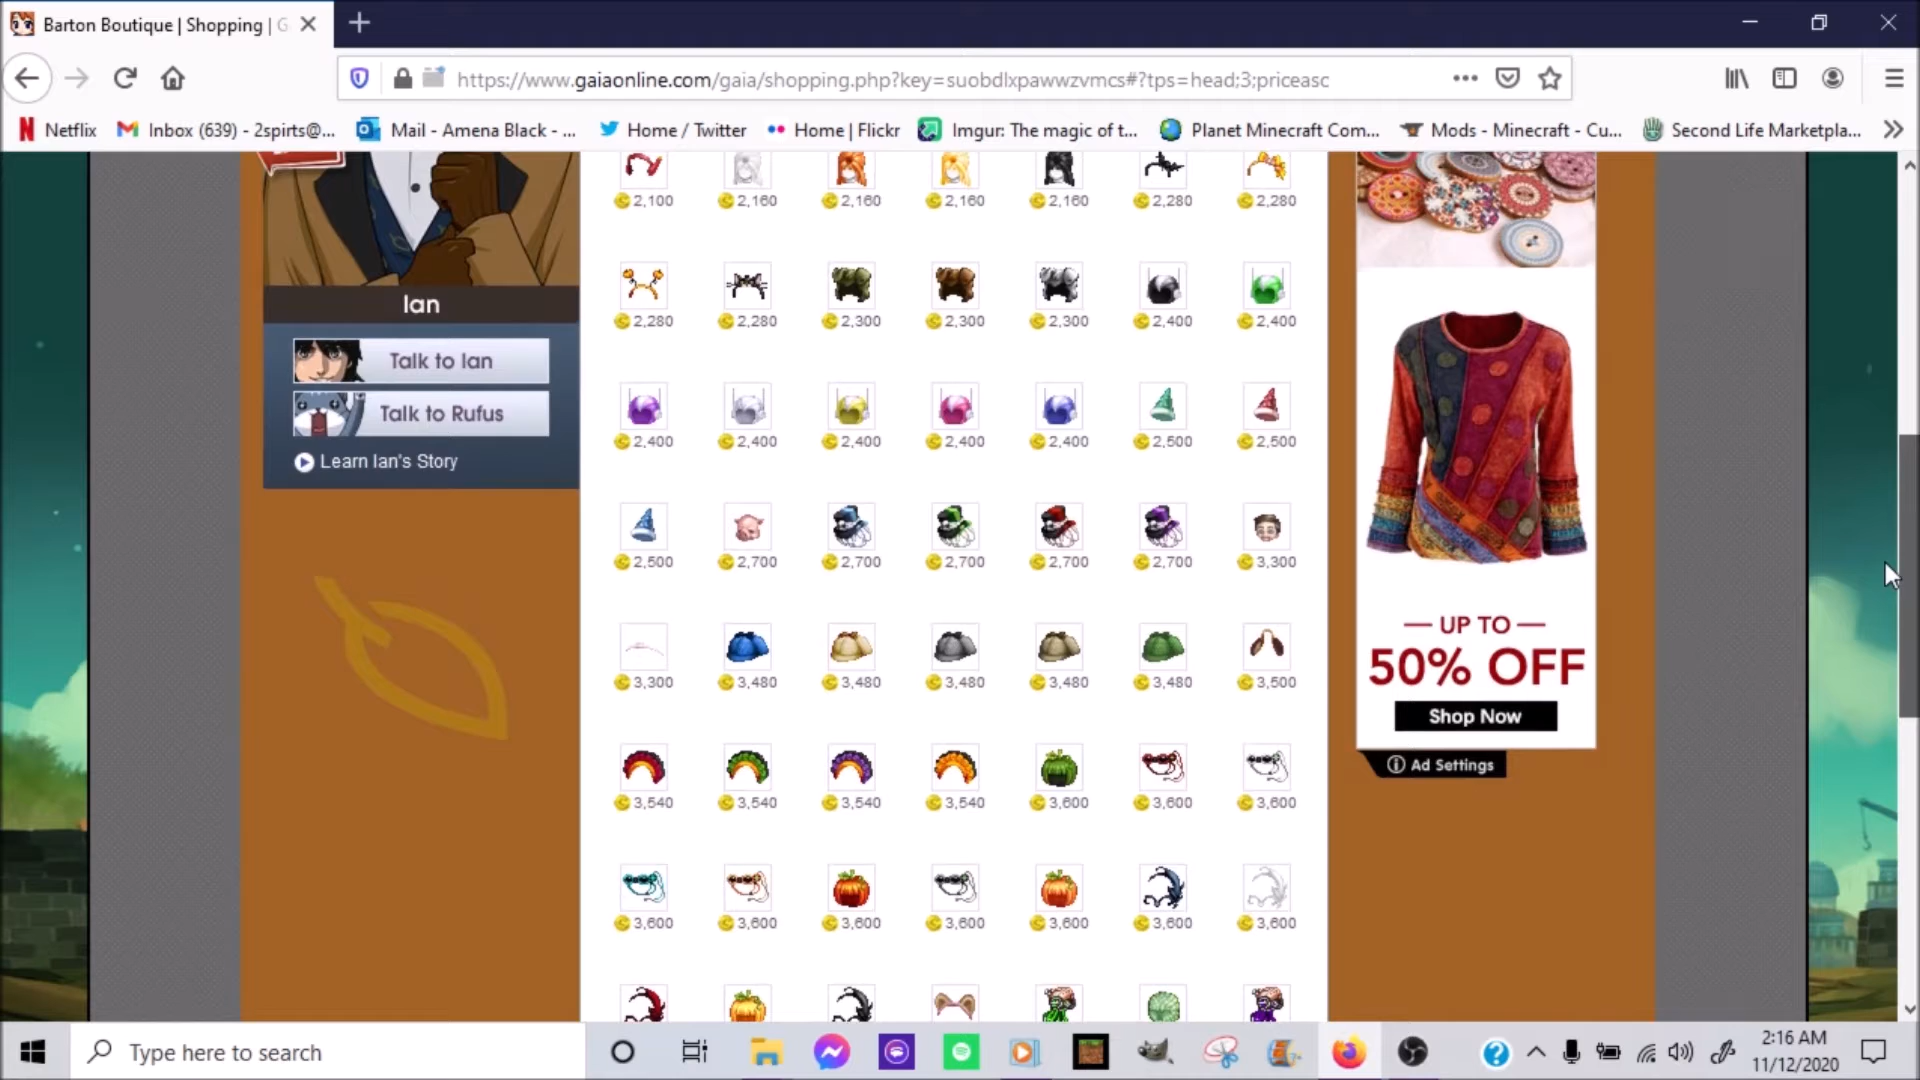 Barton Boutique | Shopping | G
https://www.gaiaonline.com/gaia/shopping.php?key=suobdlxpawwzvmcs#?tps=head;3;priceasc
Netflix
Inbox (639) - 2spirts@...
Mail - Amena Black - ...
Home / Twitter
Home | Flickr
Imgur: The magic of t...
Planet Minecraft Com...
Mods - Minecraft - Cu...
Second Life Marketpla...
Ian
Talk to Ian
Talk to Rufus
Learn Ian's Story
2,100 2,160 2,160 2,160 2,160 2,280 2,280
2,280 2,280 2,300 2,300 2,300 2,400 2,400
2,400 2,400 2,400 2,400 2,400 2,500 2,500
2,500 2,700 2,700 2,700 2,700 2,700 3,300
3,300 3,480 3,480 3,480 3,480 3,480 3,500
3,540 3,540 3,540 3,540 3,600 3,600 3,600
3,600 3,600 3,600 3,600 3,600 3,600 3,600
UP TO
50% OFF
Shop Now
Ad Settings
Type here to search
2:16 AM
11/12/2020